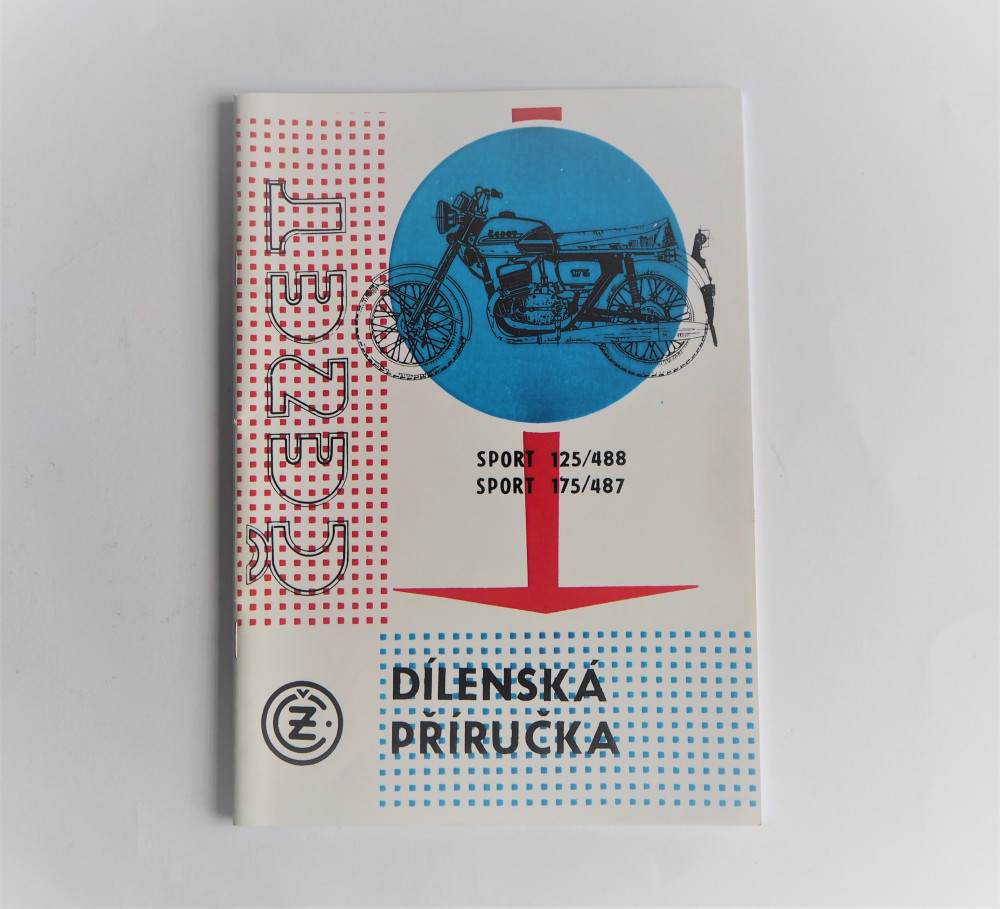 ČEZET
SPORT 125/488
SPORT 175/487
DÍLENSKÁ
PŘÍRUČKA
ČZ